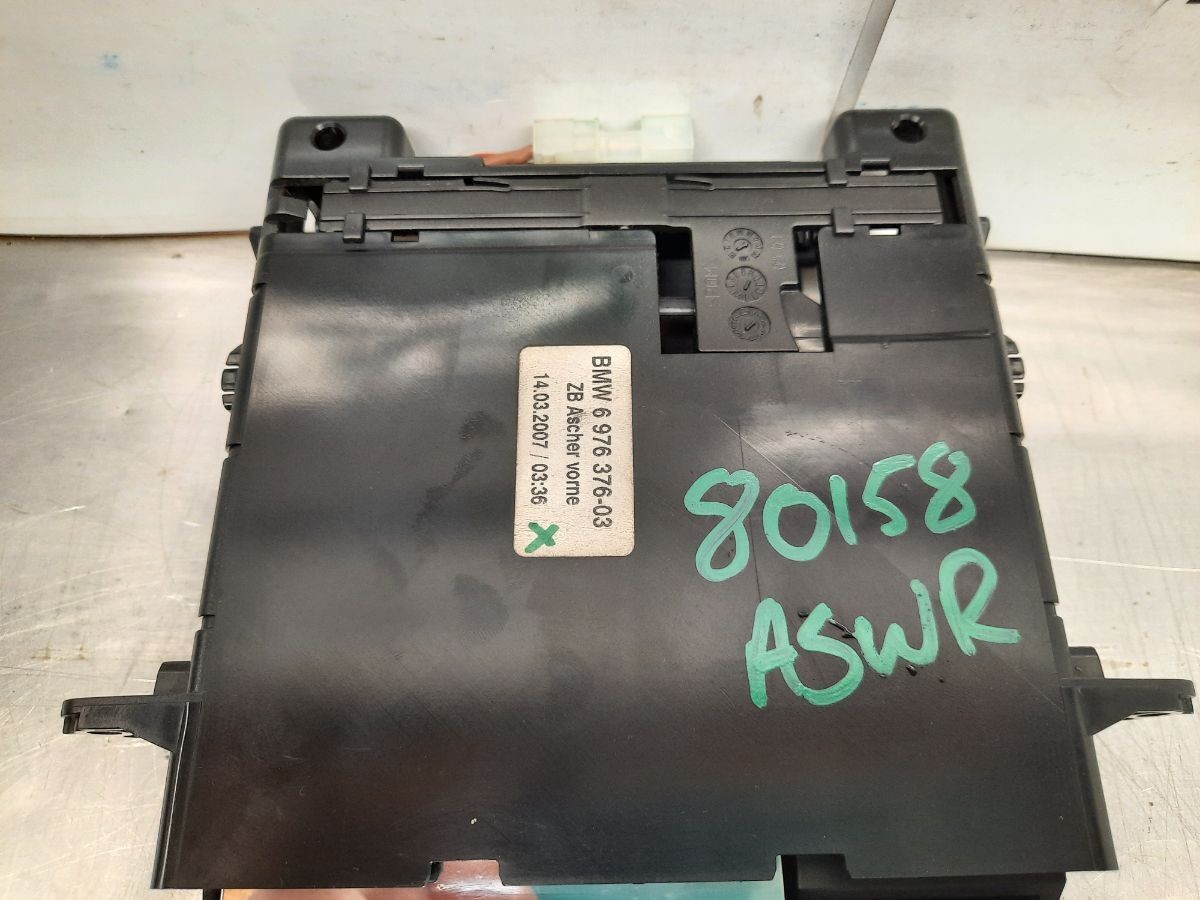 BMW 6 976 376-03
ZB Ascher vorne
14.03.2007 / 03:36
X
80158
ASWR